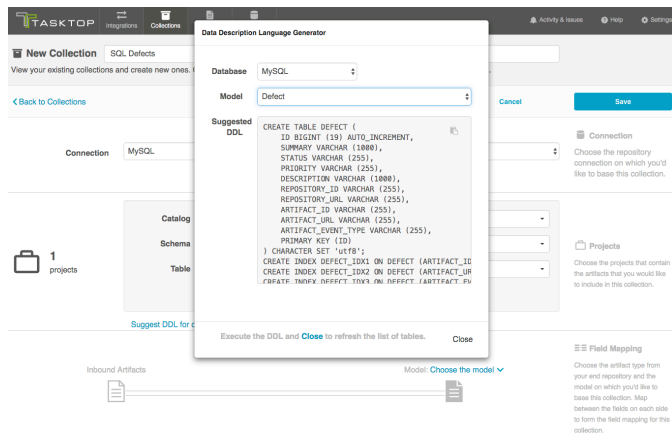 TASKTOP
Integrations
Collections
Activity & Issues
Help
Settings
New Collection
SQL Defects
View your existing collections and create new ones.
Back to Collections
Cancel
Save
Data Description Language Generator
Database
MySQL
Model
Defect
Suggested
DDL
CREATE TABLE DEFECT (
ID BIGINT (19) AUTO_INCREMENT,
SUMMARY VARCHAR (1000),
STATUS VARCHAR (255),
PRIORITY VARCHAR (255),
DESCRIPTION VARCHAR (1000),
REPOSITORY_ID VARCHAR (255),
REPOSITORY_URL VARCHAR (255),
ARTIFACT_ID VARCHAR (255),
ARTIFACT_URL VARCHAR (255),
ARTIFACT_EVENT_TYPE VARCHAR (255),
PRIMARY KEY (ID)
) CHARACTER SET 'utf8';
CREATE INDEX DEFECT_IDX1 ON DEFECT (ARTIFACT_ID
CREATE INDEX DEFECT_IDX2 ON DEFECT (ARTIFACT_UR
CREATE INDEX DEFECT_IDX3 ON DEFECT (ARTIFACT_EV
Execute the DDL and Close to refresh the list of tables.
Close
Connection
MySQL
Connection
Choose the repository
connection on which you'd
like to base this collection.
1
projects
Catalog
Schema
Table
Suggest DDL for
Projects
Choose the projects that contain
the artifacts that you would like
to include in this collection.
Inbound Artifacts
Model: Choose the model
Field Mapping
Choose the artifact type from
your end repository and the
model on which you'd like to
base this collection. Map
between the fields on each side
to form the field mapping for this
collection.